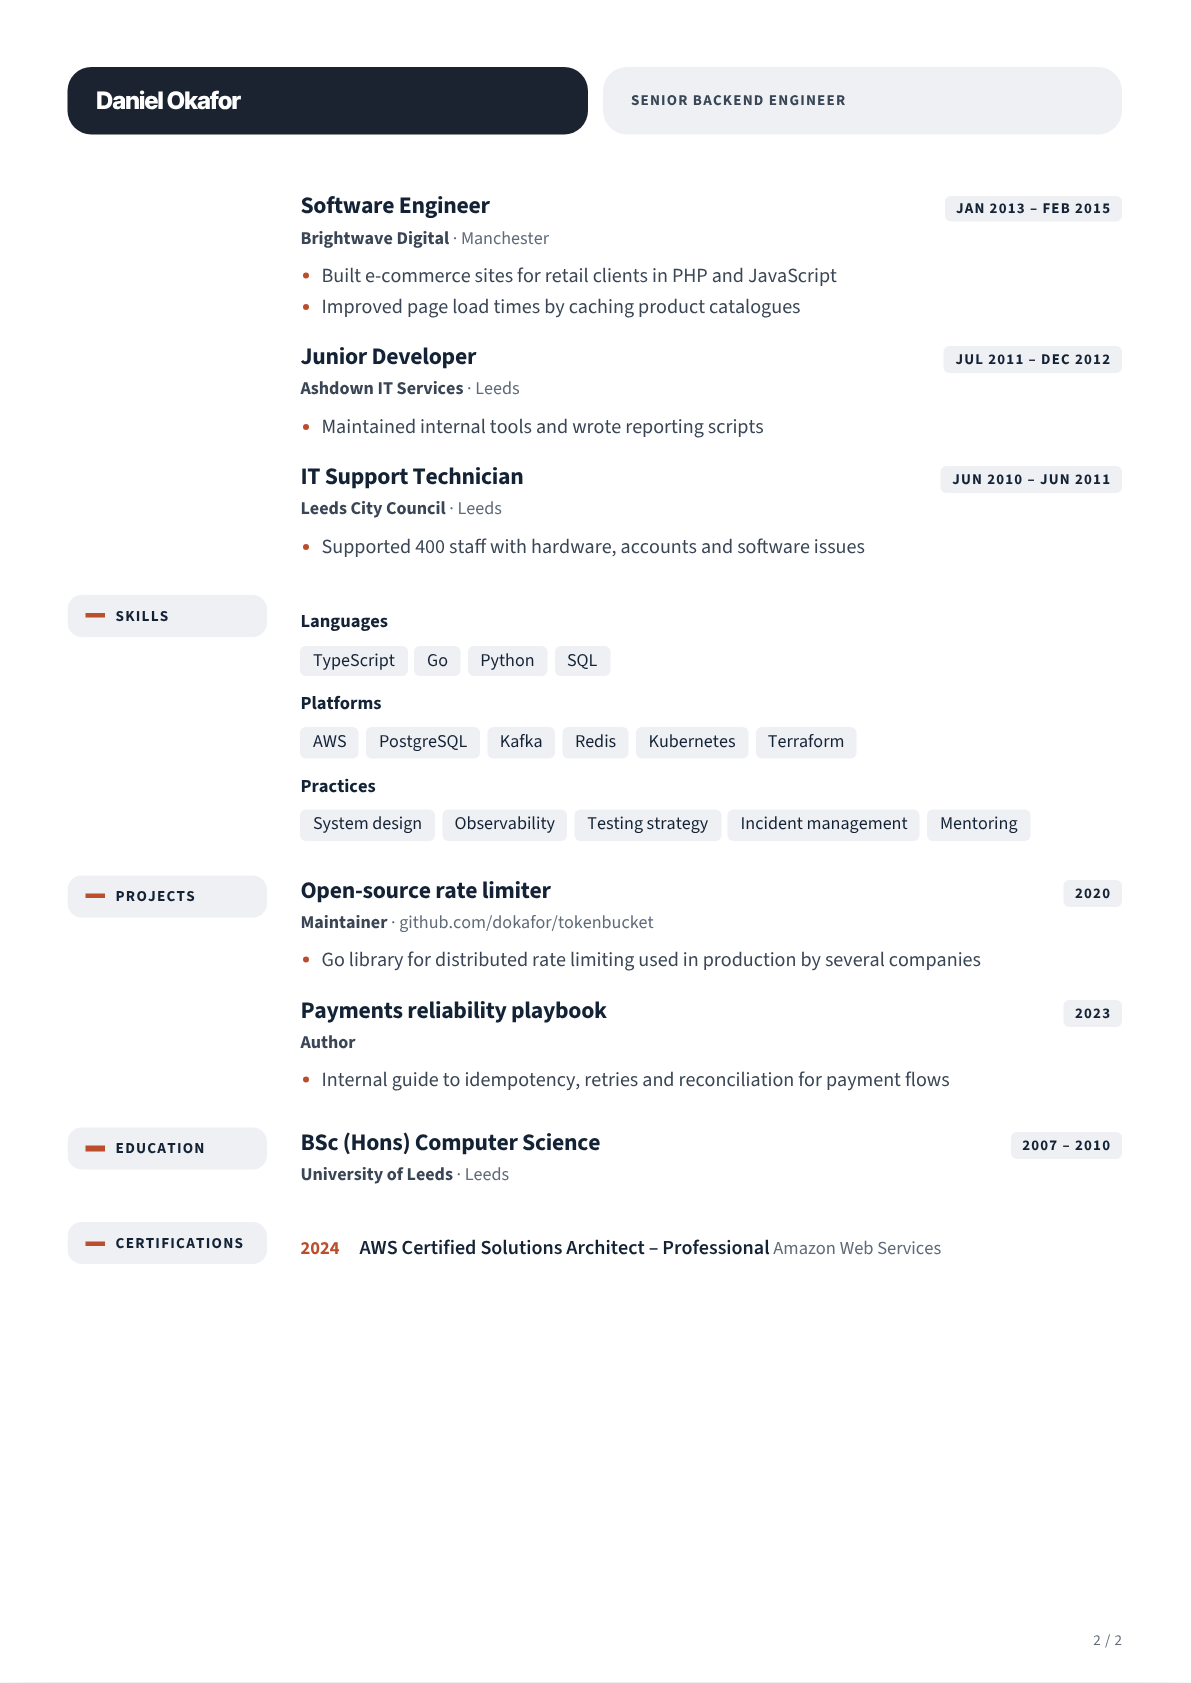 Daniel Okafor
SENIOR BACKEND ENGINEER
Software Engineer
JAN 2013 – FEB 2015
Brightwave Digital · Manchester
• Built e-commerce sites for retail clients in PHP and JavaScript
• Improved page load times by caching product catalogues
Junior Developer
JUL 2011 – DEC 2012
Ashdown IT Services · Leeds
• Maintained internal tools and wrote reporting scripts
IT Support Technician
JUN 2010 – JUN 2011
Leeds City Council · Leeds
• Supported 400 staff with hardware, accounts and software issues
SKILLS
Languages
TypeScript Go Python SQL
Platforms
AWS PostgreSQL Kafka Redis Kubernetes Terraform
Practices
System design Observability Testing strategy Incident management Mentoring
PROJECTS
Open-source rate limiter
2020
Maintainer · github.com/dokafor/tokenbucket
• Go library for distributed rate limiting used in production by several companies
Payments reliability playbook
2023
Author
• Internal guide to idempotency, retries and reconciliation for payment flows
EDUCATION
BSc (Hons) Computer Science
2007 – 2010
University of Leeds · Leeds
CERTIFICATIONS
2024 AWS Certified Solutions Architect – Professional Amazon Web Services
2 / 2